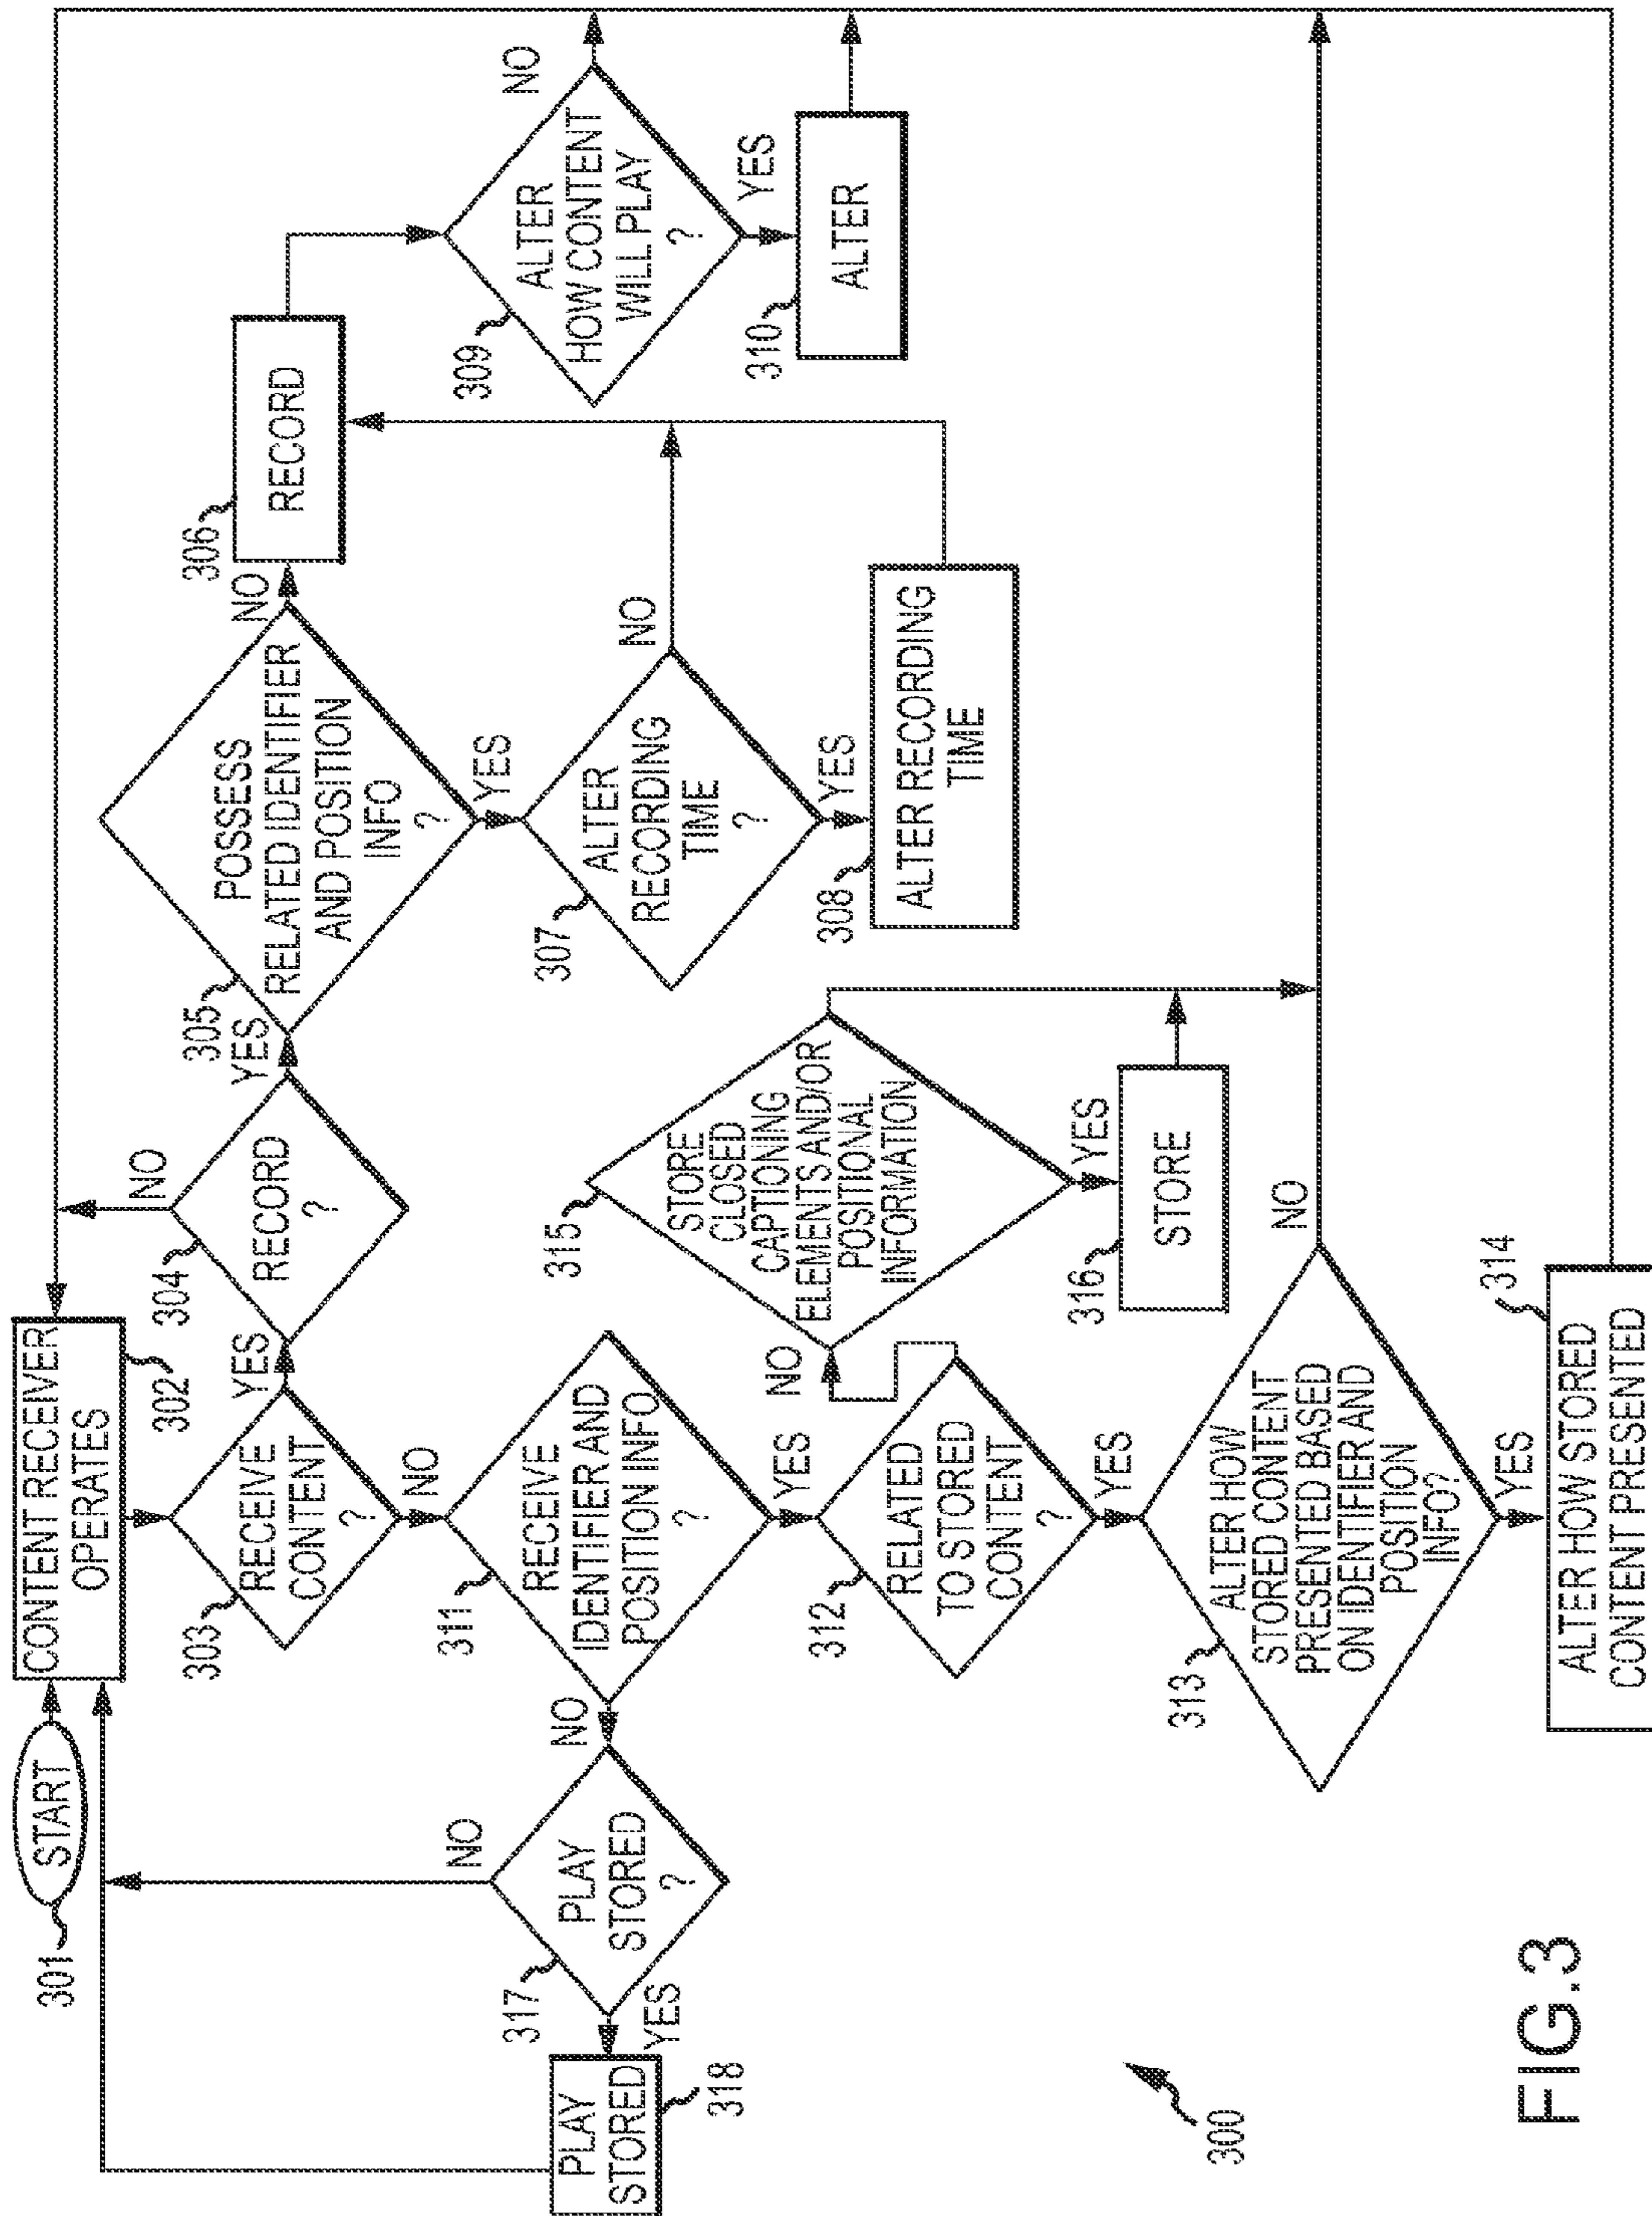 301
START
CONTENT RECEIVER
OPERATES
302
303
RECEIVE
CONTENT
?
YES
NO
304
RECORD
?
NO
YES
305
POSSESS
RELATED IDENTIFIER
AND POSITION
INFO
?
NO
YES
306
RECORD
307
ALTER
RECORDING
TIME
?
NO
YES
308
ALTER RECORDING
TIME
309
ALTER
HOW CONTENT
WILL PLAY
?
NO
YES
310
ALTER
311
RECEIVE
IDENTIFIER AND
POSITION INFO
?
NO
YES
312
RELATED
TO STORED
CONTENT
?
NO
YES
313
ALTER HOW
STORED CONTENT
PRESENTED BASED
ON IDENTIFIER AND
POSITION
INFO?
NO
YES
314
ALTER HOW STORED
CONTENT PRESENTED
315
STORE
CLOSED
CAPTIONING
ELEMENTS AND/OR
POSITIONAL
INFORMATION
YES
316
STORE
317
PLAY
STORED
?
NO
YES
318
PLAY
STORED
300
FIG.3